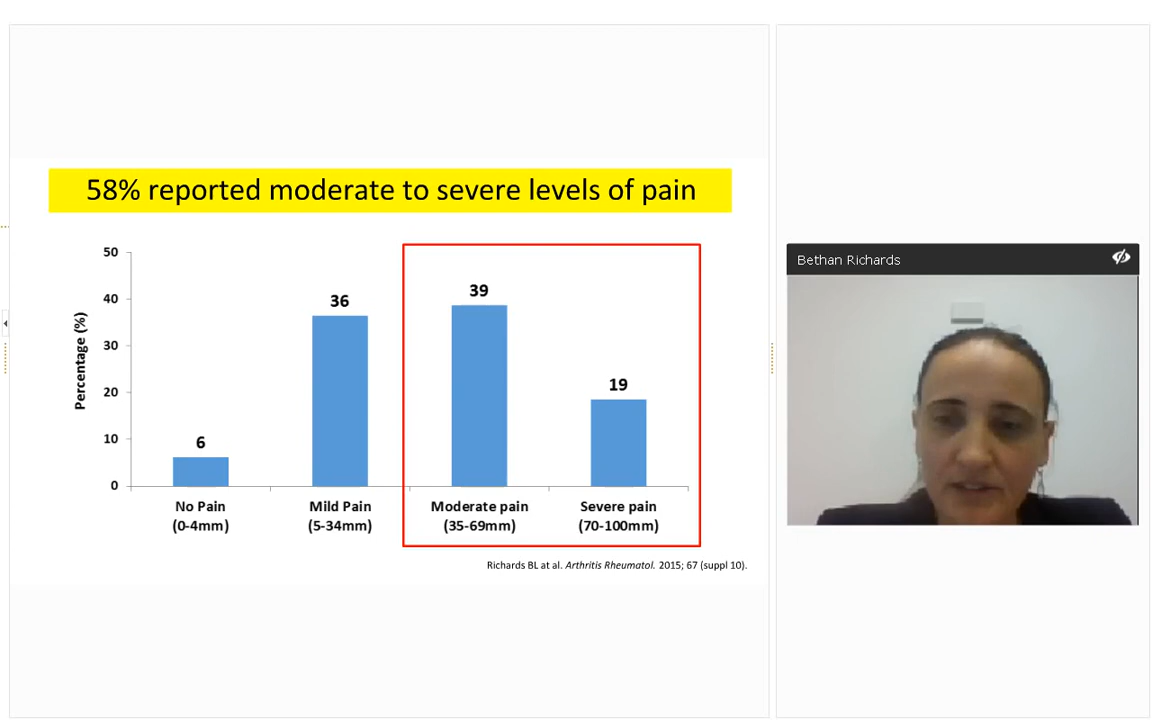 58% reported moderate to severe levels of pain
50
40
30
20
10
0
Percentage (%)
6
36
39
19
No Pain
(0-4mm)
Mild Pain
(5-34mm)
Moderate pain
(35-69mm)
Severe pain
(70-100mm)
Richards BL at al. Arthritis Rheumatol. 2015; 67 (suppl 10).
Bethan Richards